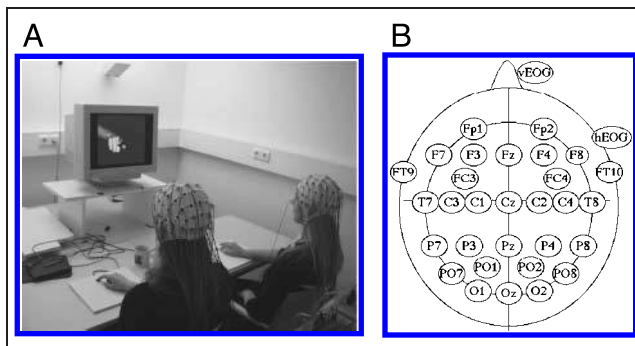 A
B
vEOG
Fp1 Fp2
hEOG
F7 F3 Fz F4 F8
FT9 FC3 FC4 FT10
T7 C3 C1 Cz C2 C4 T8
P7 P3 Pz P4 P8
PO7 PO1 PO2 PO8
O1 Oz O2